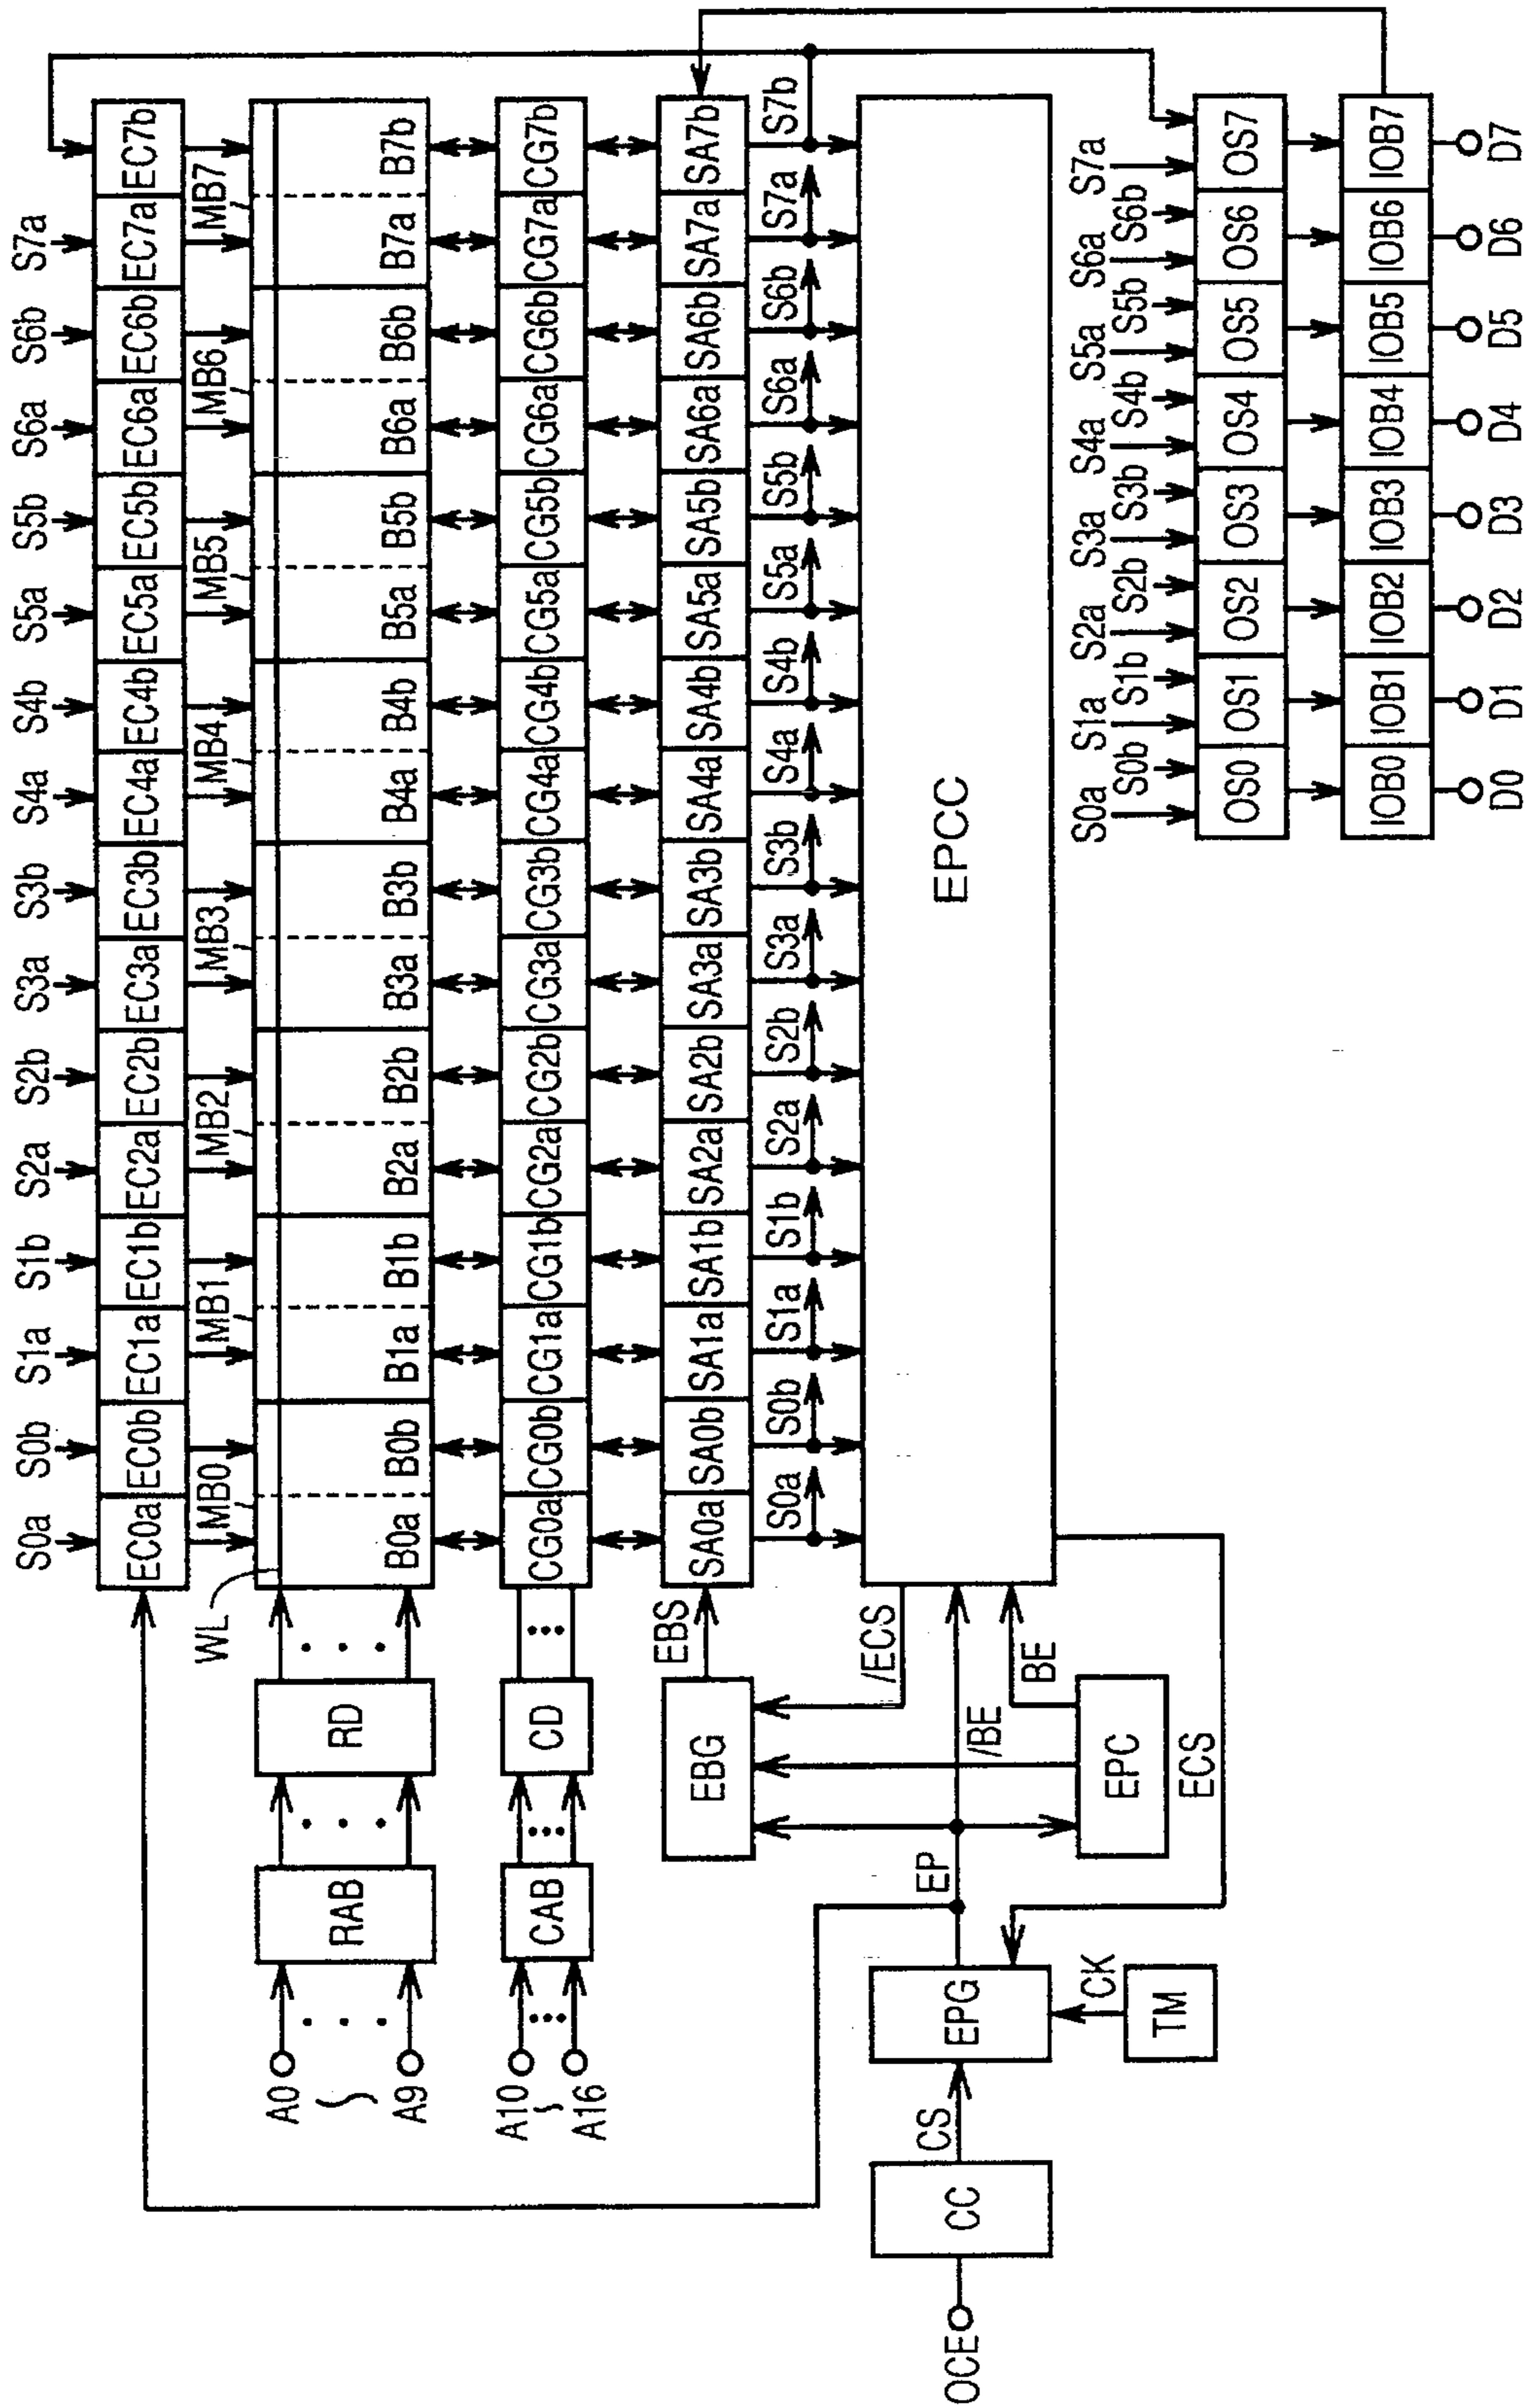 S0a S0b S1a S1b S2a S2b S3a S3b S4a S4b S5a S5b S6a S6b S7a
EC0a EC0b EC1a EC1b EC2a EC2b EC3a EC3b EC4a EC4b EC5a EC5b EC6a EC6b EC7a EC7b
WL MB0 MB1 MB2 MB3 MB4 MB5 MB6 MB7
A0 A9 RAB RD
B0a B0b B1a B1b B2a B2b B3a B3b B4a B4b B5a B5b B6a B6b B7a B7b
A10 A16 CAB CD
CG0a CG0b CG1a CG1b CG2a CG2b CG3a CG3b CG4a CG4b CG5a CG5b CG6a CG6b CG7a CG7b
EBG EBS
SA0a SA0b SA1a SA1b SA2a SA2b SA3a SA3b SA4a SA4b SA5a SA5b SA6a SA6b SA7a SA7b
S0a S0b S1a S1b S2a S2b S3a S3b S4a S4b S5a S5b S6a S6b S7a S7b
/ECS
OCE CC CS EPG EP /BE EPCC
BE
CK EPC
TM ECS
S0a S1a S2a S3a S4a S5a S6a S7a
S0b S1b S2b S3b S4b S5b S6b
OS0 OS1 OS2 OS3 OS4 OS5 OS6 OS7
IOB0 IOB1 IOB2 IOB3 IOB4 IOB5 IOB6 IOB7
D0 D1 D2 D3 D4 D5 D6 D7